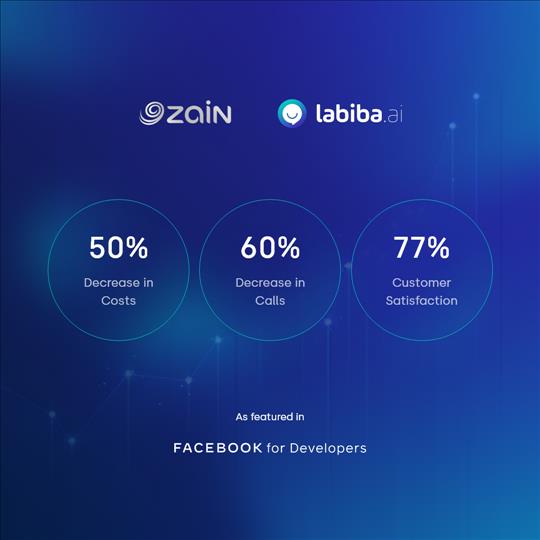 zain labiba.ai
50% 60% 77%
Decrease in Decrease in Customer
Costs Calls Satisfaction
As featured in
FACEBOOK for Developers